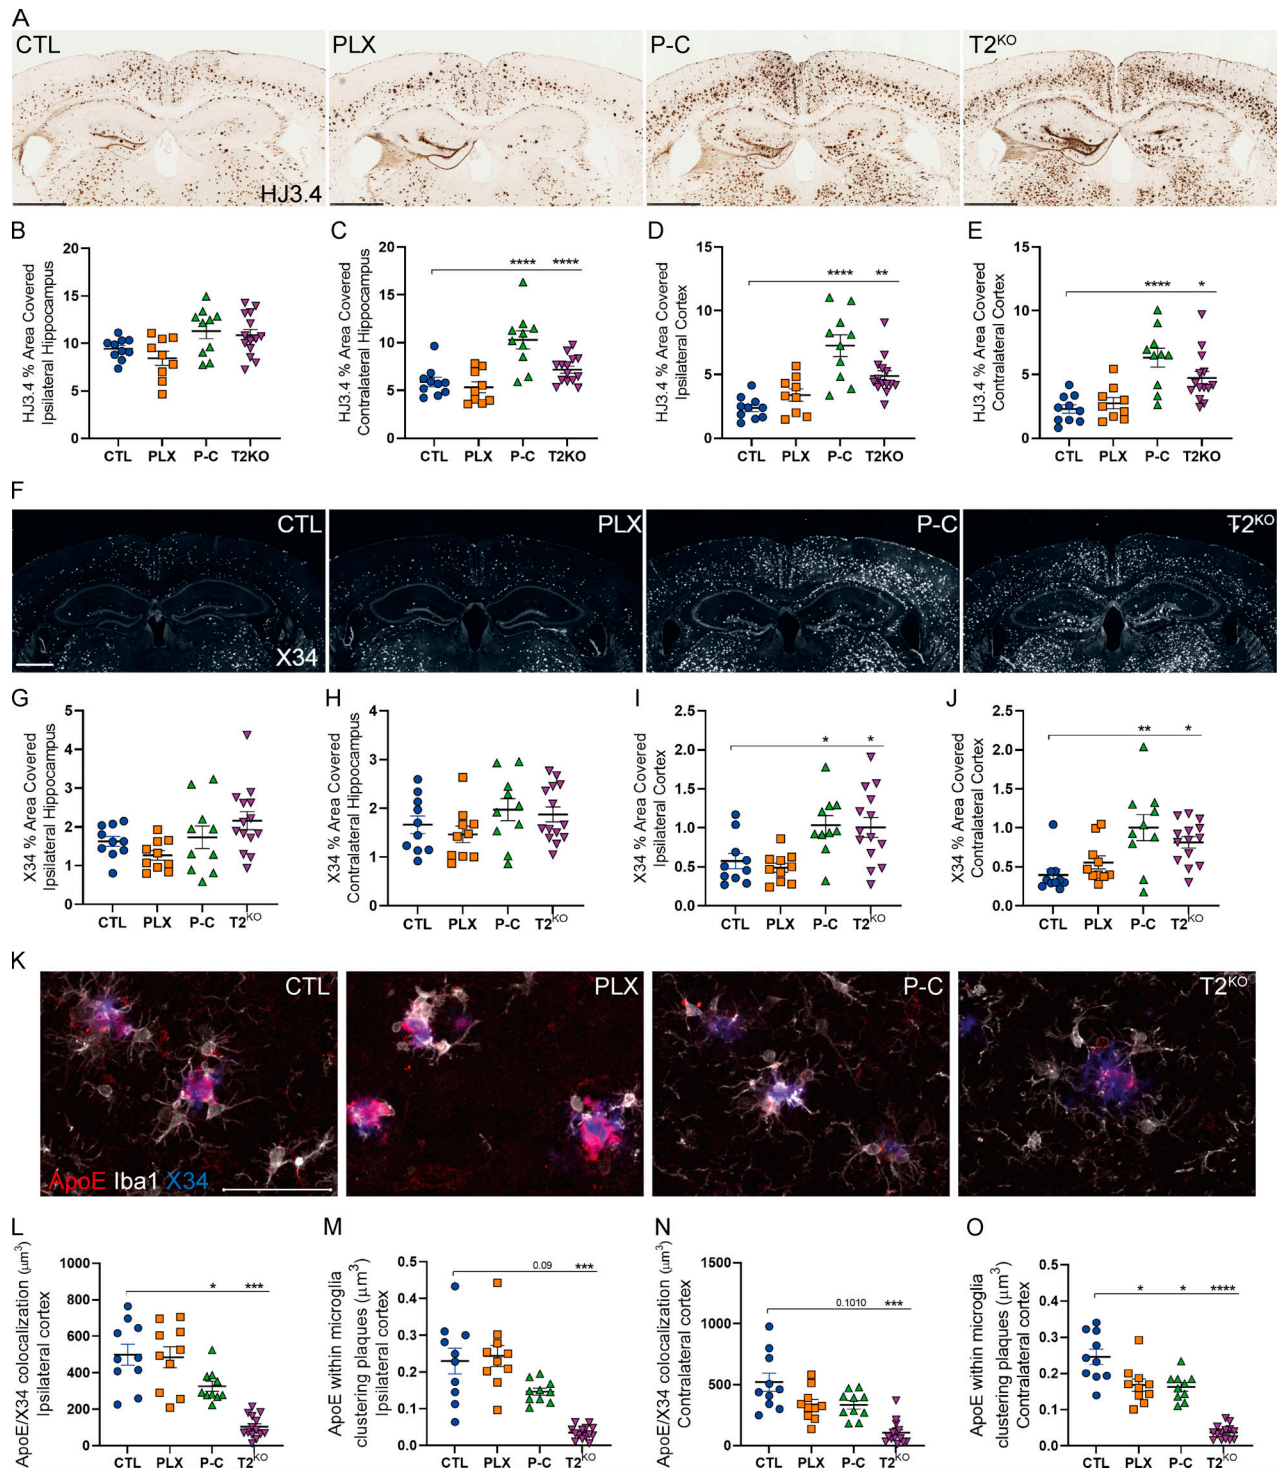 A
CTL
PLX
P-C
T2KO
HJ3.4
B
HJ3.4 % Area Covered
Ipsilateral Hippocampus
20
15
10
5
0
CTL PLX P-C T2KO
C
HJ3.4 % Area Covered
Contralateral Hippocampus
20
15
10
5
0
**** ****
CTL PLX P-C T2KO
D
HJ3.4 % Area Covered
Ipsilateral Cortex
15
10
5
0
**** **
CTL PLX P-C T2KO
E
HJ3.4 % Area Covered
Contralateral Cortex
15
10
5
0
**** *
CTL PLX P-C T2KO
F
CTL
PLX
P-C
T2KO
X34
G
X34 % Area Covered
Ipsilateral Hippocampus
5
4
3
2
1
0
CTL PLX P-C T2KO
H
X34 % Area Covered
Contralateral Hippocampus
4
3
2
1
0
CTL PLX P-C T2KO
I
X34 % Area Covered
Ipsilateral Cortex
2.5
2.0
1.5
1.0
0.5
0.0
* *
CTL PLX P-C T2KO
J
X34 % Area Covered
Contralateral Cortex
2.5
2.0
1.5
1.0
0.5
0.0
** *
CTL PLX P-C T2KO
K
CTL
PLX
P-C
T2KO
ApoE Iba1 X34
L
ApoE/X34 colocalization (μm3)
Ipsilateral cortex
1000
800
600
400
200
0
* ***
CTL PLX P-C T2KO
M
ApoE within microglia
clustering plaques (μm3)
Ipsilateral cortex
0.5
0.4
0.3
0.2
0.1
0.0
0.09 ***
CTL PLX P-C T2KO
N
ApoE/X34 colocalization (μm3)
Contralateral cortex
1500
1000
500
0
0.1010 ***
CTL PLX P-C T2KO
O
ApoE within microglia
clustering plaques (μm3)
Contralateral cortex
0.4
0.3
0.2
0.1
0.0
* * ****
CTL PLX P-C T2KO